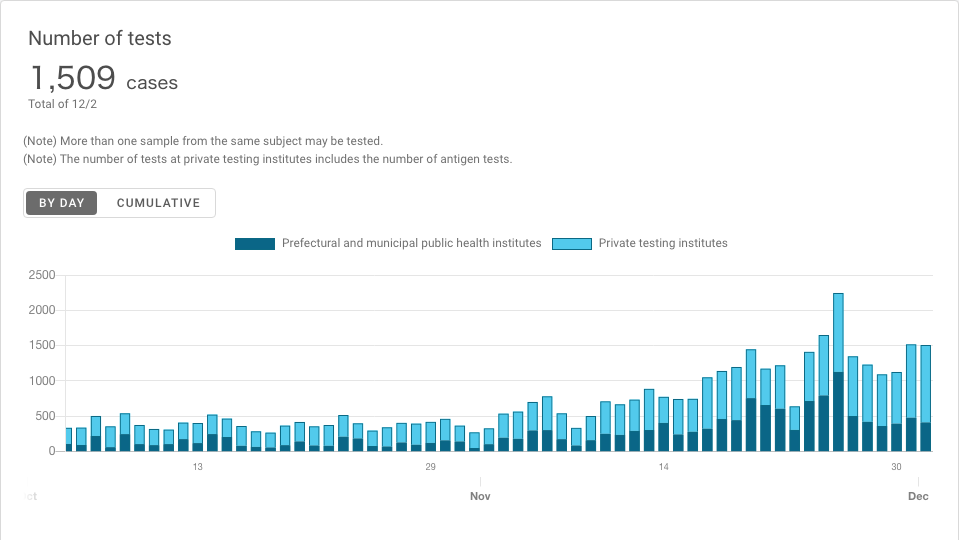 Number of tests
1,509 cases
Total of 12/2
(Note) More than one sample from the same subject may be tested.
(Note) The number of tests at private testing institutes includes the number of antigen tests.
BY DAY CUMULATIVE
Prefectural and municipal public health institutes Private testing institutes
2500
2000
1500
1000
500
0
13 29 14 30
ct Nov Dec